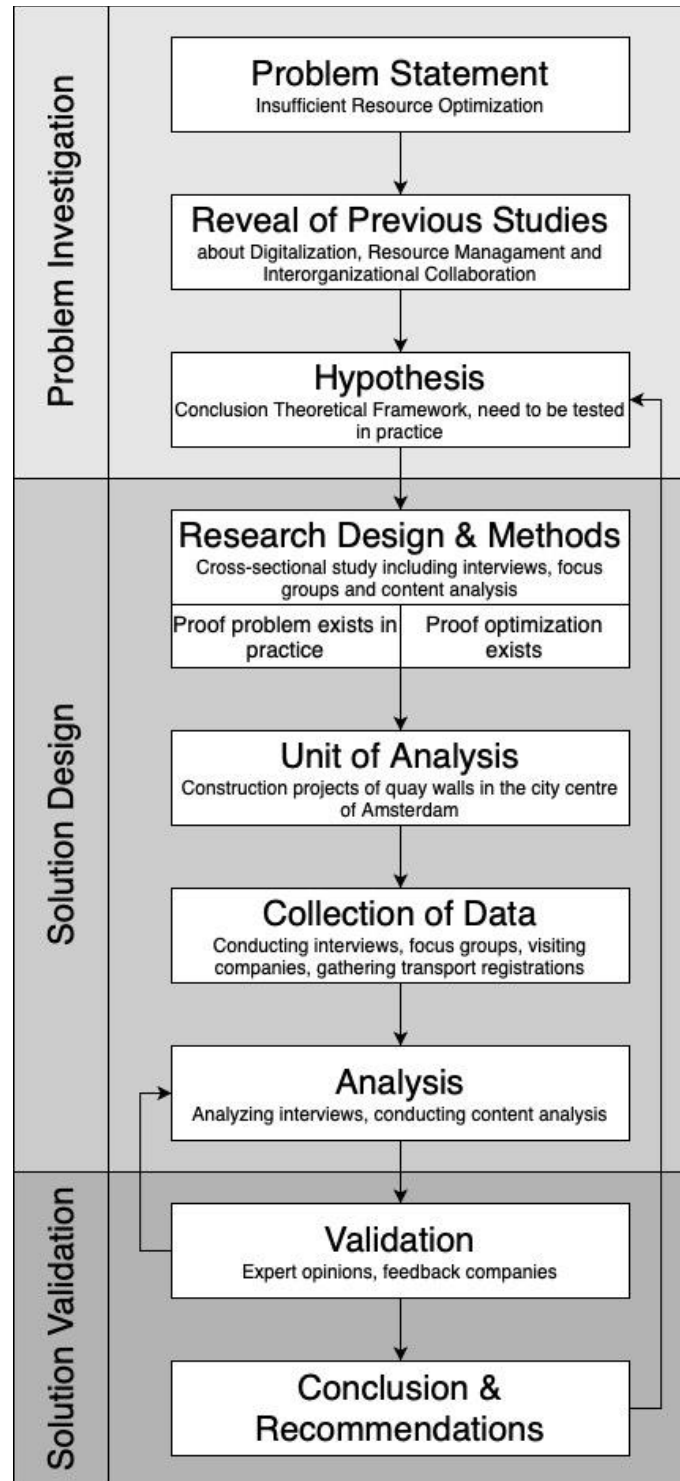 Problem Investigation
Problem Statement
Insufficient Resource Optimization
Reveal of Previous Studies
about Digitalization, Resource Managament and
Interorganizational Collaboration
Hypothesis
Conclusion Theoretical Framework, need to be tested
in practice
Solution Design
Research Design & Methods
Cross-sectional study including interviews, focus
groups and content analysis
Proof problem exists in
practice
Proof optimization
exists
Unit of Analysis
Construction projects of quay walls in the city centre
of Amsterdam
Collection of Data
Conducting interviews, focus groups, visiting
companies, gathering transport registrations
Analysis
Analyzing interviews, conducting content analysis
Solution Validation
Validation
Expert opinions, feedback companies
Conclusion &
Recommendations